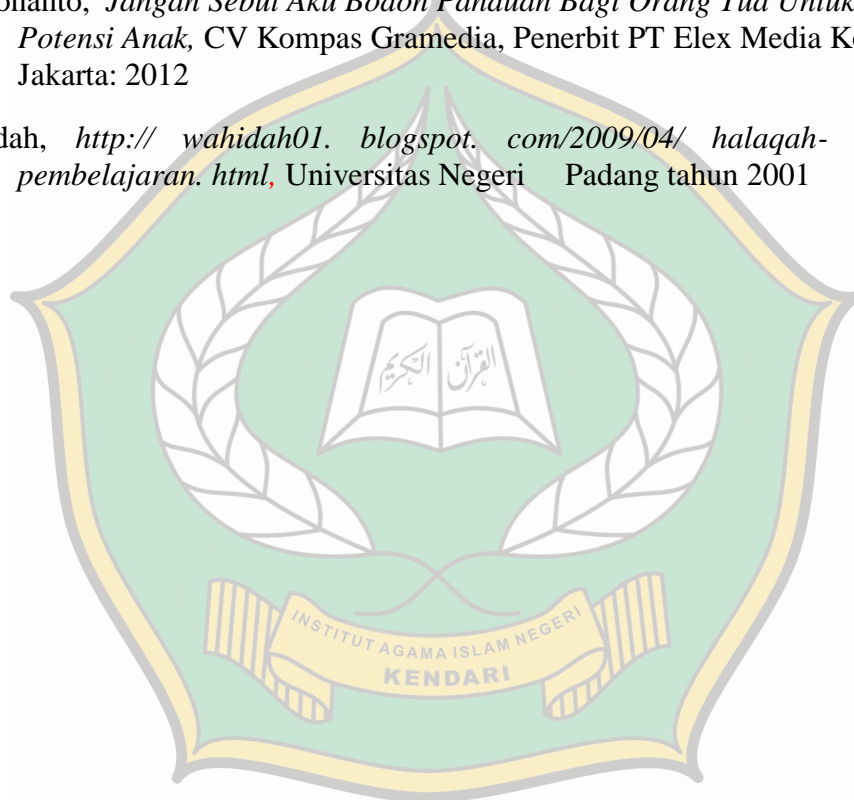 Jangan Sebut Aku Bodoh Panduan Bagi Orang Tua Untuk
Potensi Anak, CV Kompas Gramedia, Penerbit PT Elex Media
Jakarta: 2012
http:// wahidah01. blogspot. com/2009/04/ halaqah-
pembelajaran. html, Universitas Negeri Padang tahun 2001
القرآن الكريم
INSTITUT AGAMA ISLAM NEGERI
KENDARI